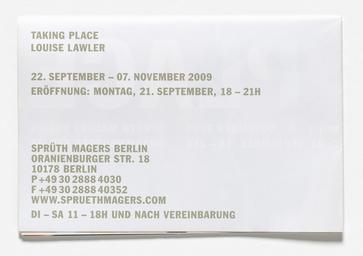 TAKING PLACE
LOUISE LAWLER
22. SEPTEMBER – 07. NOVEMBER 2009
ERÖFFNUNG: MONTAG, 21. SEPTEMBER, 18 – 21H
SPRÜTH MAGERS BERLIN
ORANIENBURGER STR. 18
10178 BERLIN
P +49 30 2888 4030
F +49 30 2888 40352
WWW.SPRUETHMAGERS.COM
DI – SA 11 – 18H UND NACH VEREINBARUNG